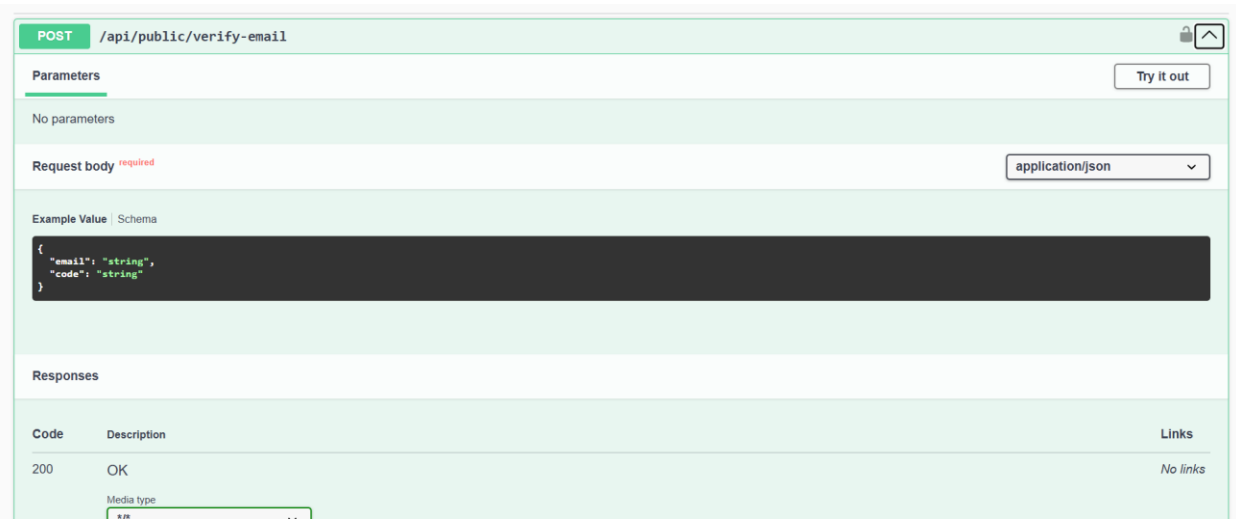 POST /api/public/verify-email
Parameters Try it out
No parameters
Request body required application/json
Example Value Schema
{
"email": "string",
"code": "string"
}
Responses
Code Description Links
200 OK No links
Media type
*/*